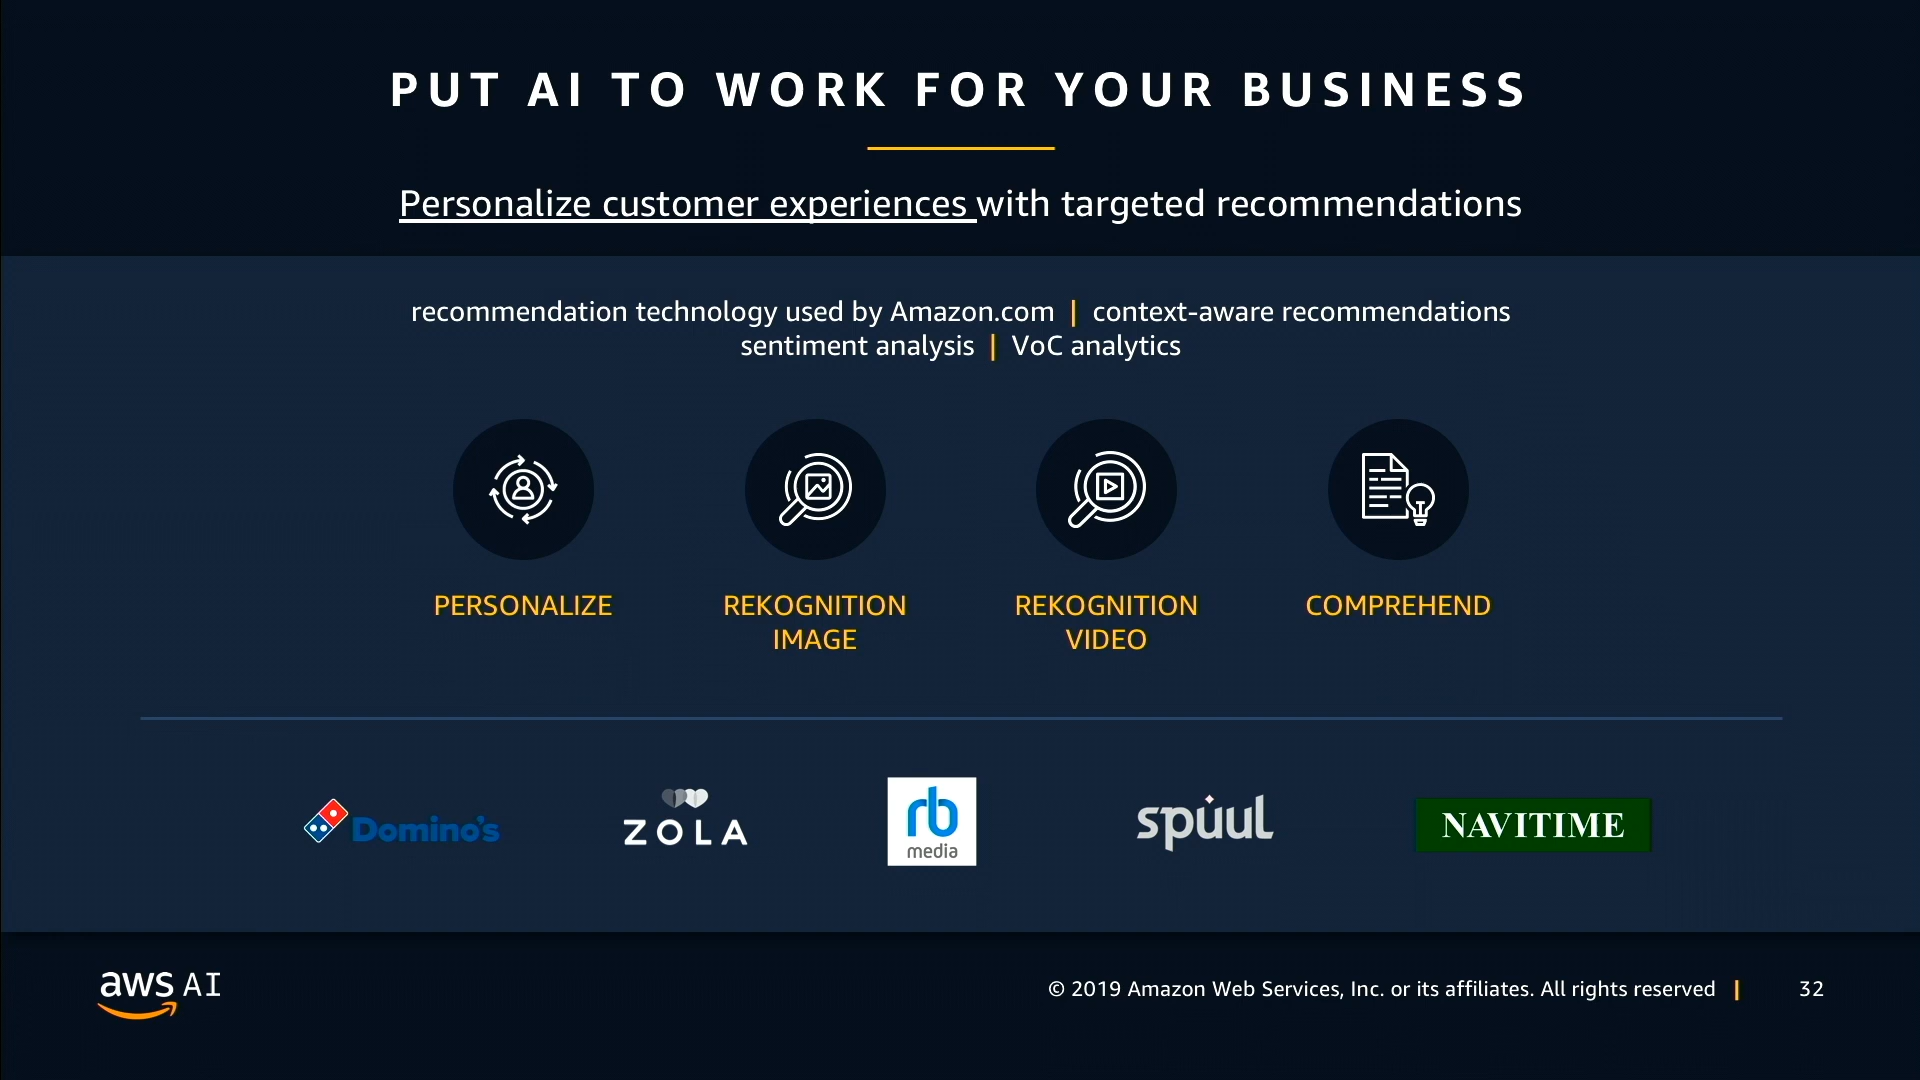 PUT AI TO WORK FOR YOUR BUSINESS
Personalize customer experiences with targeted recommendations
recommendation technology used by Amazon.com | context-aware recommendations
sentiment analysis | VoC analytics
PERSONALIZE
REKOGNITION
IMAGE
REKOGNITION
VIDEO
COMPREHEND
Domino's
ZOLA
rb
media
spuul
NAVITIME
aws AI
© 2019 Amazon Web Services, Inc. or its affiliates. All rights reserved |
32